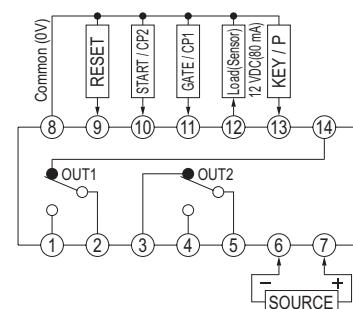 Common (0V)
RESET
START / CP2
GATE / CP1
Load(Sensor)
12 VDC(80 mA)
KEY / P
8 9 10 11 12 13 14
OUT1 OUT2
1 2 3 4 5 6 7
− +
SOURCE